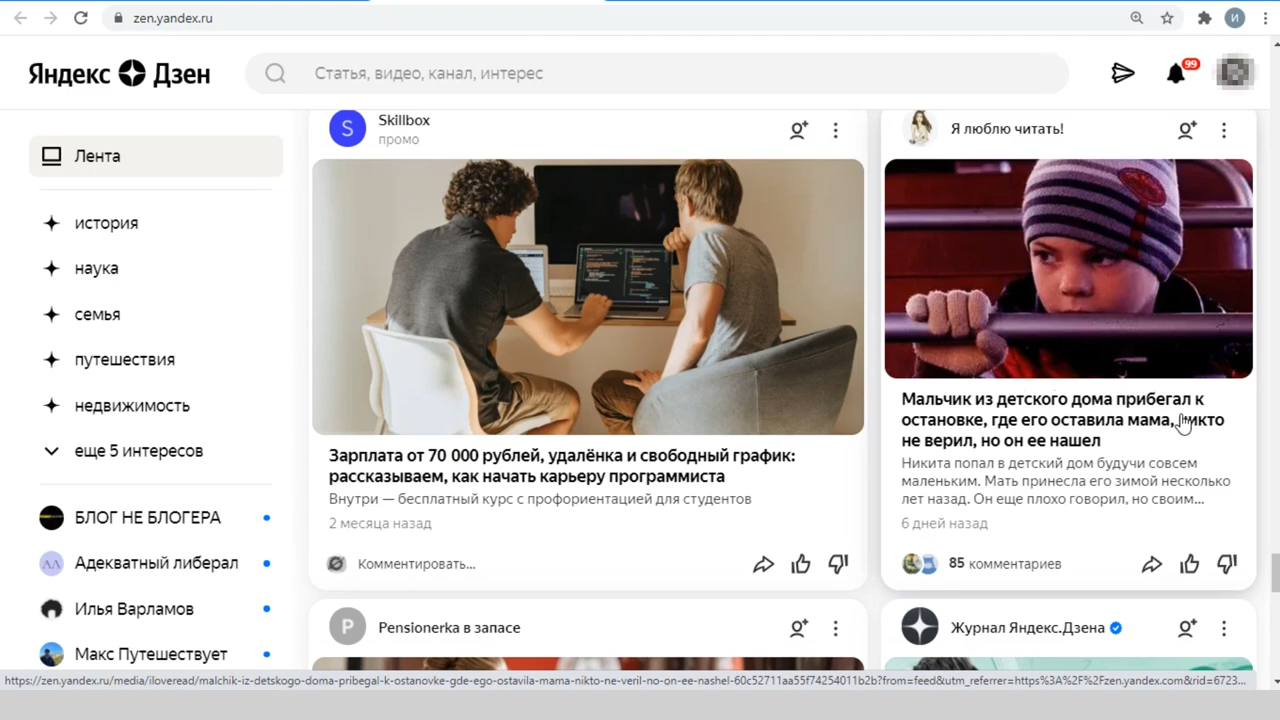 zen.yandex.ru
И
Яндекс Дзен
Статья, видео, канал, интерес
99
Лента
история
наука
семья
путешествия
недвижимость
еще 5 интересов
БЛОГ НЕ БЛОГЕРА
АЛ Адекватный либерал
Илья Варламов
Макс Путешествует
S
Skillbox
промо
Зарплата от 70 000 рублей, удалёнка и свободный график:
рассказываем, как начать карьеру программиста
Внутри — бесплатный курс с профориентацией для студентов
2 месяца назад
Комментировать...
Я люблю читать!
Мальчик из детского дома прибегал к
остановке, где его оставила мама, никто
не верил, но он ее нашел
Никита попал в детский дом будучи совсем
маленьким. Мать принесла его зимой несколько
лет назад. Он еще плохо говорил, но своим...
6 дней назад
85 комментариев
P
Pensionerka в запасе
Журнал Яндекс.Дзена
https://zen.yandex.ru/media/iloveread/malchik-iz-detskogo-doma-pribegal-k-ostanovke-gde-ego-ostavila-mama-nikto-ne-veril-no-on-ee-nashel-60c52711aa55f74254011b2b?from=feed&utm_referrer=https%3A%2F%2Fzen.yandex.com&rid=6723...